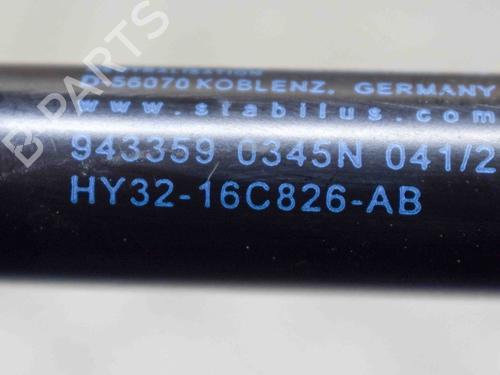 D-56070 KOBLENZ, GERMANY
www.stabilus.com
943359 0345N 041/2
HY32-16C826-AB
B PARTS